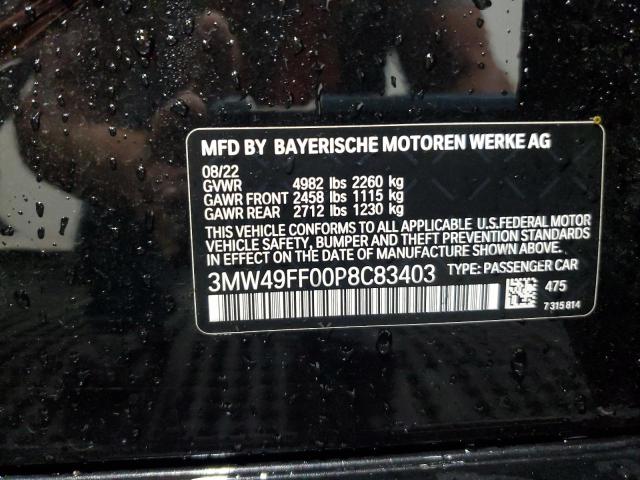 MFD BY BAYERISCHE MOTOREN WERKE AG
08/22
GVWR 4982 lbs 2260 kg
GAWR FRONT 2458 lbs 1115 kg
GAWR REAR 2712 lbs 1230 kg
THIS VEHICLE CONFORMS TO ALL APPLICABLE U.S.FEDERAL MOTOR
VEHICLE SAFETY, BUMPER AND THEFT PREVENTION STANDARDS
IN EFFECT ON THE DATE OF MANUFACTURE SHOWN ABOVE.
3MW49FF00P8C83403 TYPE: PASSENGER CAR
475
7315814